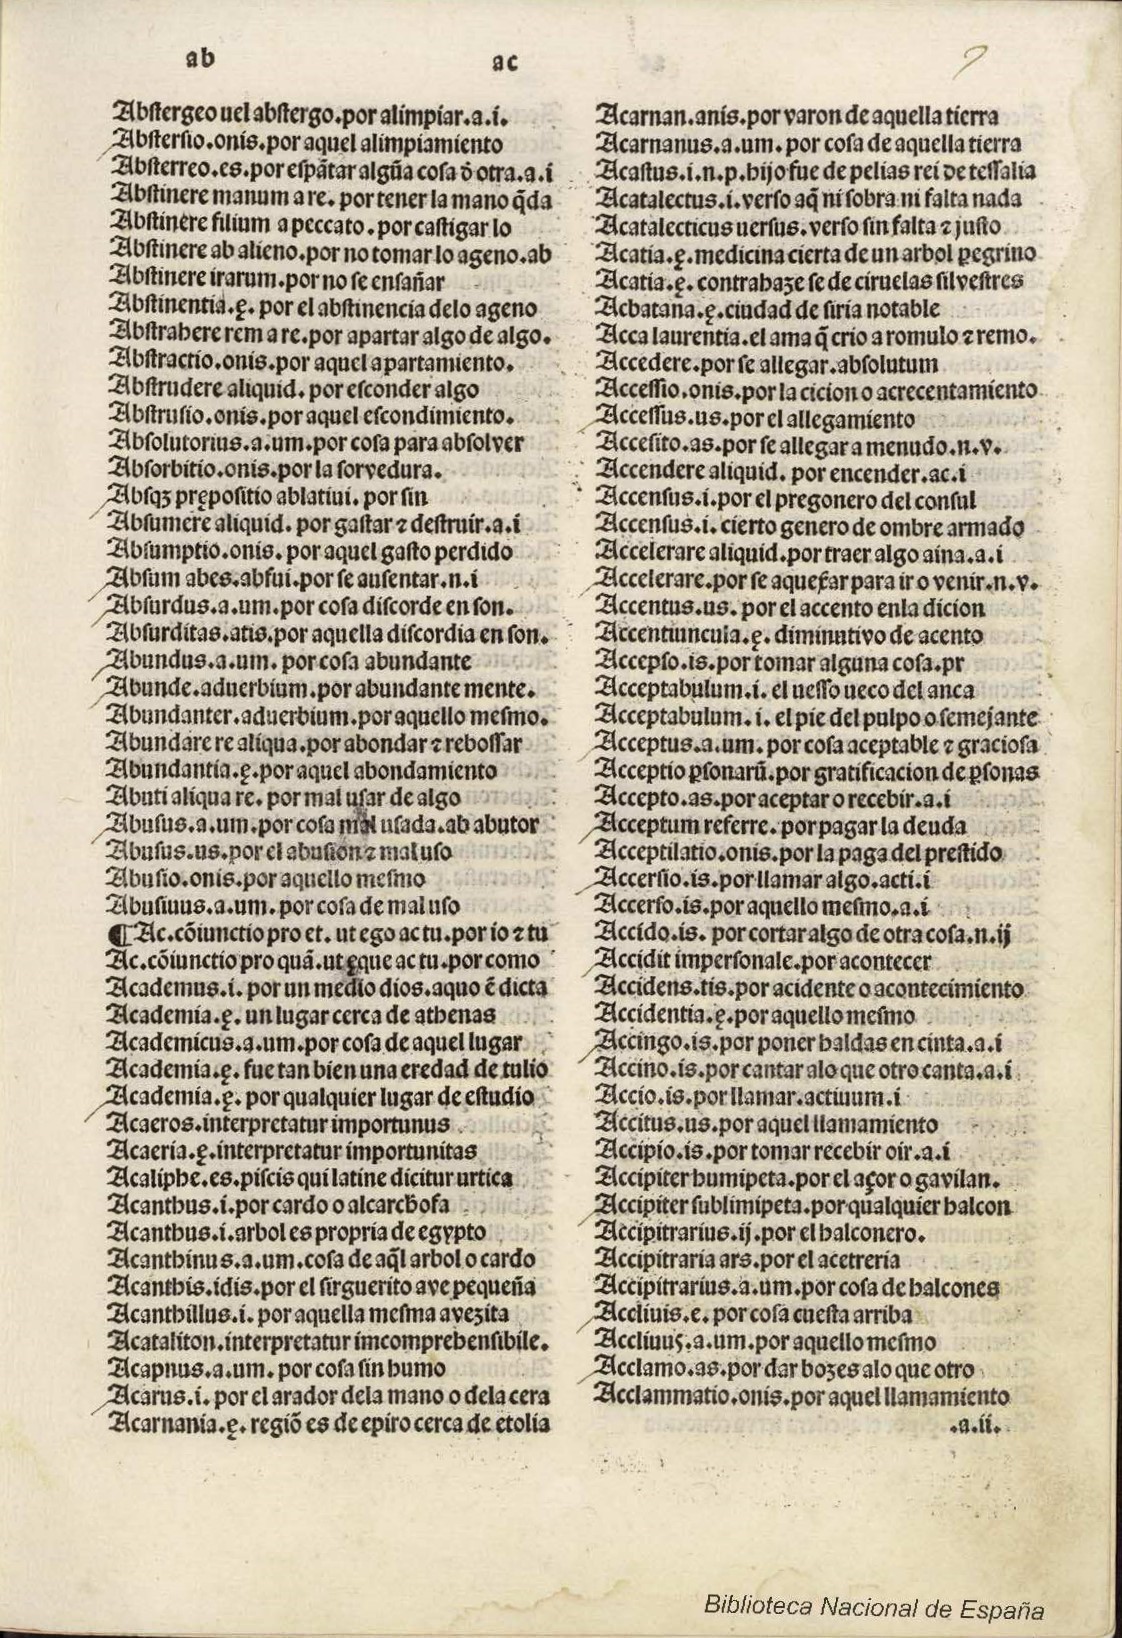 ab
ac
Abstergeo uel abstergo.por alimpiar.a.i.
Abstersio.onis.por aquel alimpiamiento
Absterreo.es.por espãtar algũa cosa õ otra.a.i
Abstinere manum a re.por tener la mano q̃da
Abstinere filium a peccato.por castigar lo
Abstinere ab alieno.por no tomar lo ageno.ab
Abstinere irarum.por no se ensañar
Abstinentia.ę.por el abstinencia delo ageno
Abstrahere rem a re.por apartar algo de algo.
Abstractio.onis.por aquel apartamiento.
Abstrudere aliquid.por esconder algo
Abstrusio.onis.por aquel escondimiento.
Absolutorius.a.um.por cosa para absolver
Absorbitio.onis.por la sorvedura.
Absqȝ prępositio ablatiui.por sin
Absumere aliquid.por gastar ⁊ destruir.a.i
Absumptio.onis.por aquel gasto perdido
Absum abes.absui.por se ausentar.n.i
Absurdus.a.um.por cosa discorde en son.
Absurditas.atis.por aquella discordia en son.
Abundus.a.um.por cosa abundante
Abunde.aduerbium.por abundante mente.
Abundanter.aduerbium.por aquello mesmo.
Abundare re aliqua.por abondar ⁊ rebossar
Abundantia.ę.por aquel abondamiento
Abuti aliqua re.por mal usar de algo
Abusus.a.um.por cosa mal usada.ab abutor
Abusus.us.por el abusion ⁊ mal uso
Abusio.onis.por aquello mesmo
Abusiuus.a.um.por cosa de mal uso
¶Ac.cõiunctio pro et.ut ego ac tu.por io ⁊ tu
Ac.cõiunctio pro quã.ut ęque ac tu.por como
Academus.i.por un medio dios.aquo ẽ dicta
Academia.ę.un lugar cerca de athenas
Academicus.a.um.por cosa de aquel lugar
Academia.ę.fue tan bien una eredad de tulio
Academia.ę.por qualquier lugar de estudio
Acaeros.interpretatur importunus
Acaeria.ę.interpretatur importunitas
Acaliphe.es.piscis qui latine dicitur urtica
Acanthus.i.por cardo o alcarchofa
Acanthus.i.arbol es propria de egypto
Acanthinus.a.um.cosa de aq̃l arbol o cardo
Acanthis.idis.por el sirguerito ave pequeña
Acanthillus.i.por aquella mesma avezita
Acataliton.interpretatur imcomprehensibile.
Acapnus.a.um.por cosa sin humo
Acarus.i.por el arador dela mano o dela cera
Acarnania.ę.regiõ es de epiro cerca de etolia
Acarnan.anis.por varon de aquella tierra
Acarnanus.a.um.por cosa de aquella tierra
Acastus.i.n.p.hijo fue de pelias rei de tessalia
Acatalectus.i.verso aq̃ ni sobra ni falta nada
Acatalecticus uersus.verso sin falta ⁊ justo
Acatia.ę.medicina cierta de un arbol ꝑegrino
Acatia.ę.contrahaze se de ciruelas silvestres
Acbatana.ę.ciudad de siria notable
Acca laurentia.el ama q̃ crio a romulo ⁊ remo.
Accedere.por se allegar.absolutum
Accessio.onis.por la cicion o acrecentamiento
Accessus.us.por el allegamiento
Accesito.as.por se allegar a menudo.n.v.
Accendere aliquid.por encender.ac.i
Accensus.i.por el pregonero del consul
Accensus.i.cierto genero de ombre armado
Accelerare aliquid.por traer algo aina.a.i
Accelerare.por se aquexar para ir o venir.n.v.
Accentus.us.por el accento enla dicion
Accentiuncula.ę.diminutivo de acento
Accepso.is.por tomar alguna cosa.pr
Acceptabulum.i.el uesso ueco del anca
Acceptabulum.i.el pie del pulpo o semejante
Acceptus.a.um.por cosa aceptable ⁊ graciosa
Acceptio ꝑsonarũ.por gratificacion de ꝑsonas
Accepto.as.por aceptar o recebir.a.i
Acceptum referre.por pagar la deuda
Acceptilatio.onis.por la paga del prestido
Accersio.is.por llamar algo.acti.i
Accerso.is.por aquello mesmo.a.i
Accido.is.por cortar algo de otra cosa.n.ij
Accidit impersonale.por acontecer
Accidens.tis.por acidente o acontecimiento
Accidentia.ę.por aquello mesmo
Accingo.is.por poner haldas en cinta.a.i
Accino.is.por cantar alo que otro canta.a.i
Accio.is.por llamar.actiuum.i
Accitus.us.por aquel llamamiento
Accipio.is.por tomar recebir oir.a.i
Accipiter humipeta.por el açor o gavilan.
Accipiter sublimipeta.por qualquier halcon
Accipitrarius.ij.por el halconero.
Accipitraria ars.por el acetreria
Accipitrarius.a.um.por cosa de halcones
Accliuis.e.por cosa cuesta arriba
Accliuus.a.um.por aquello mesmo
Acclamo.as.por dar bozes alo que otro
Acclammatio.onis.por aquel llamamiento
.a.ii.
Biblioteca Nacional de España